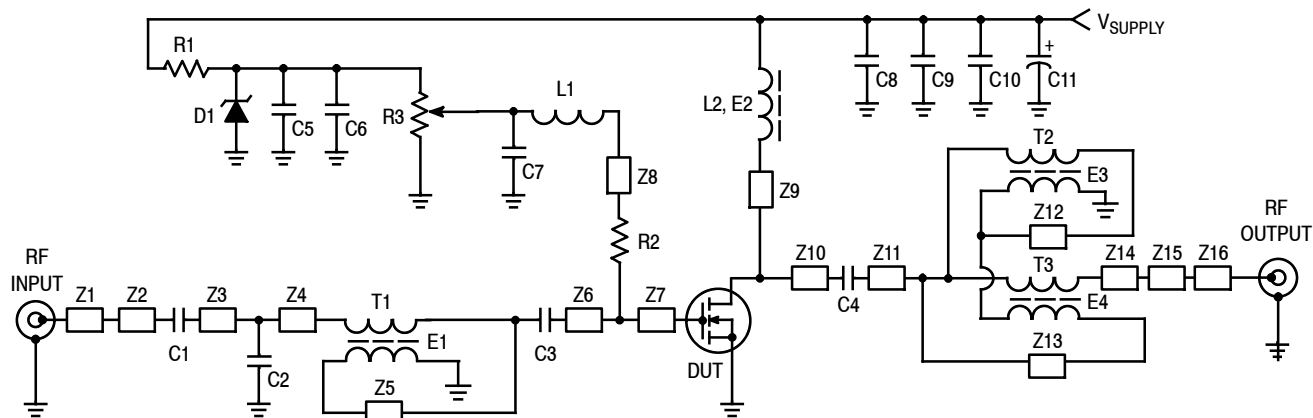 V_SUPPLY
R1
C8
C9
C10
+
C11
L2, E2
D1
C5
C6
R3
L1
C7
Z8
T2
E3
Z9
Z12
R2
RF
INPUT
RF
OUTPUT
Z10
Z11
T3
Z14
Z15
Z16
Z1
Z2
Z3
Z4
T1
Z6
Z7
C4
E4
C1
E1
C3
C2
Z5
DUT
Z13